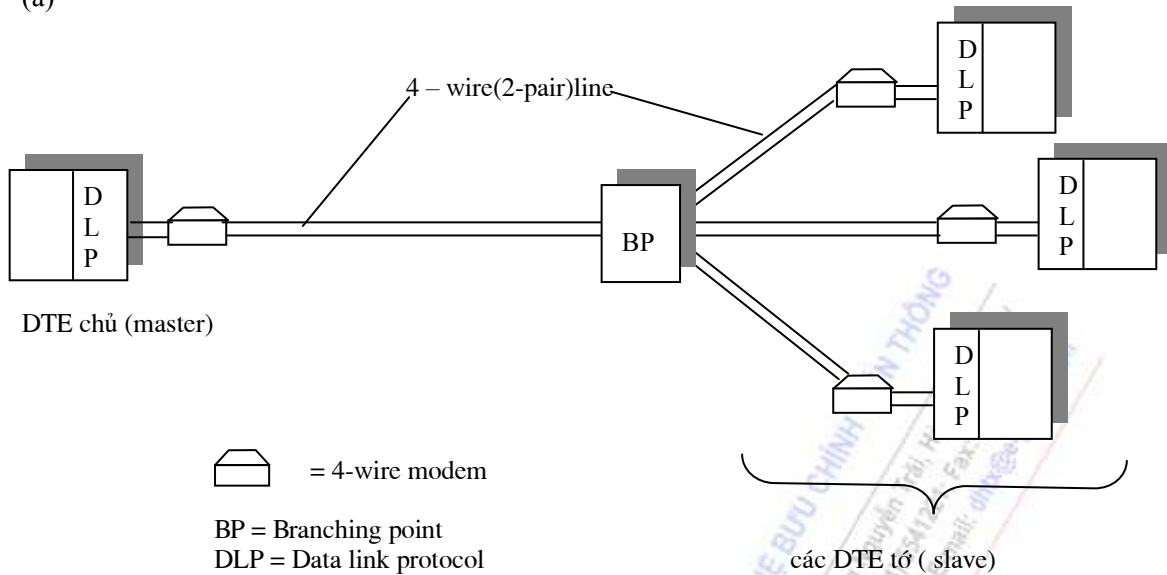 (a)
4 – wire(2-pair)line
D
L
P
D
L
P
BP
D
L
P
D
L
P
DTE chủ (master)
= 4-wire modem
BP = Branching point
DLP = Data link protocol
các DTE tớ ( slave)